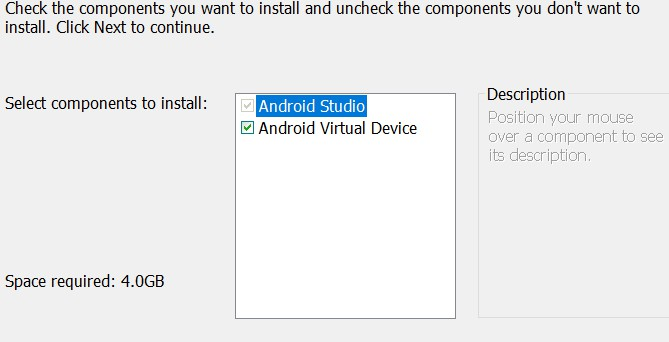 Check the components you want to install and uncheck the components you don't want to
install. Click Next to continue.
Select components to install:
Android Studio
Android Virtual Device
Description
Position your mouse
over a component to see
its description.
Space required: 4.0GB